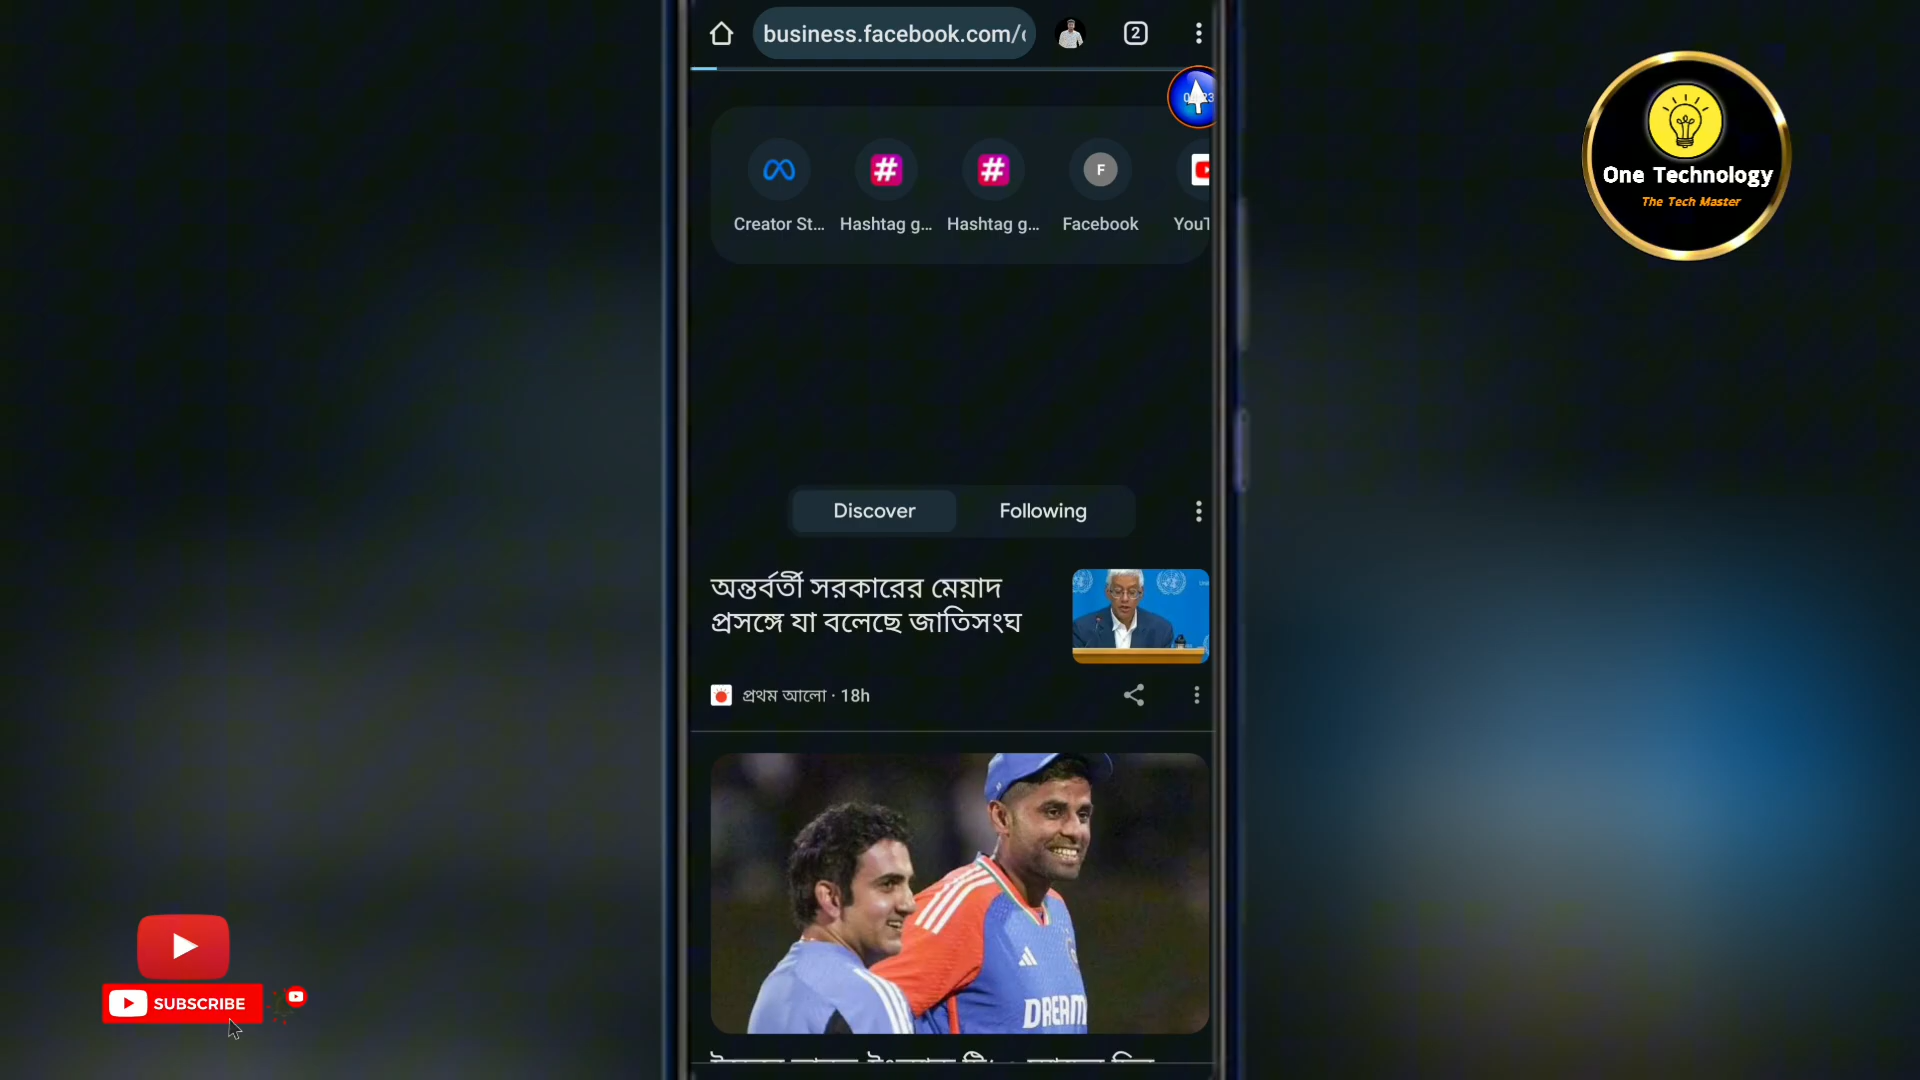 business.facebook.com/
2
Creator St...
Hashtag g...
Hashtag g...
F
Facebook
YouT
Discover
Following
অন্তর্বর্তী সরকারের মেয়াদ
প্রসঙ্গে যা বলেছে জাতিসংঘ
প্রথম আলো · 18h
DREAM
One Technology
The Tech Master
SUBSCRIBE